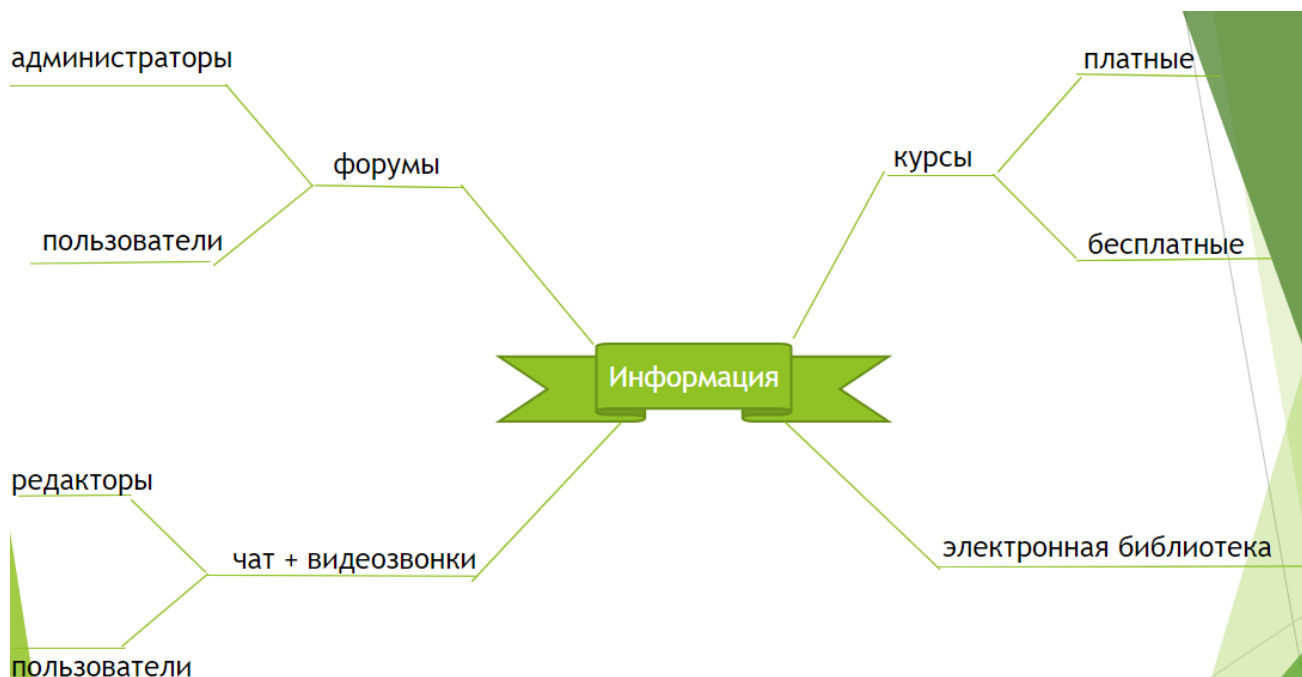 администраторы
платные
форумы
курсы
пользователи
бесплатные
Информация
редакторы
чат + видеозвонки
электронная библиотека
пользователи